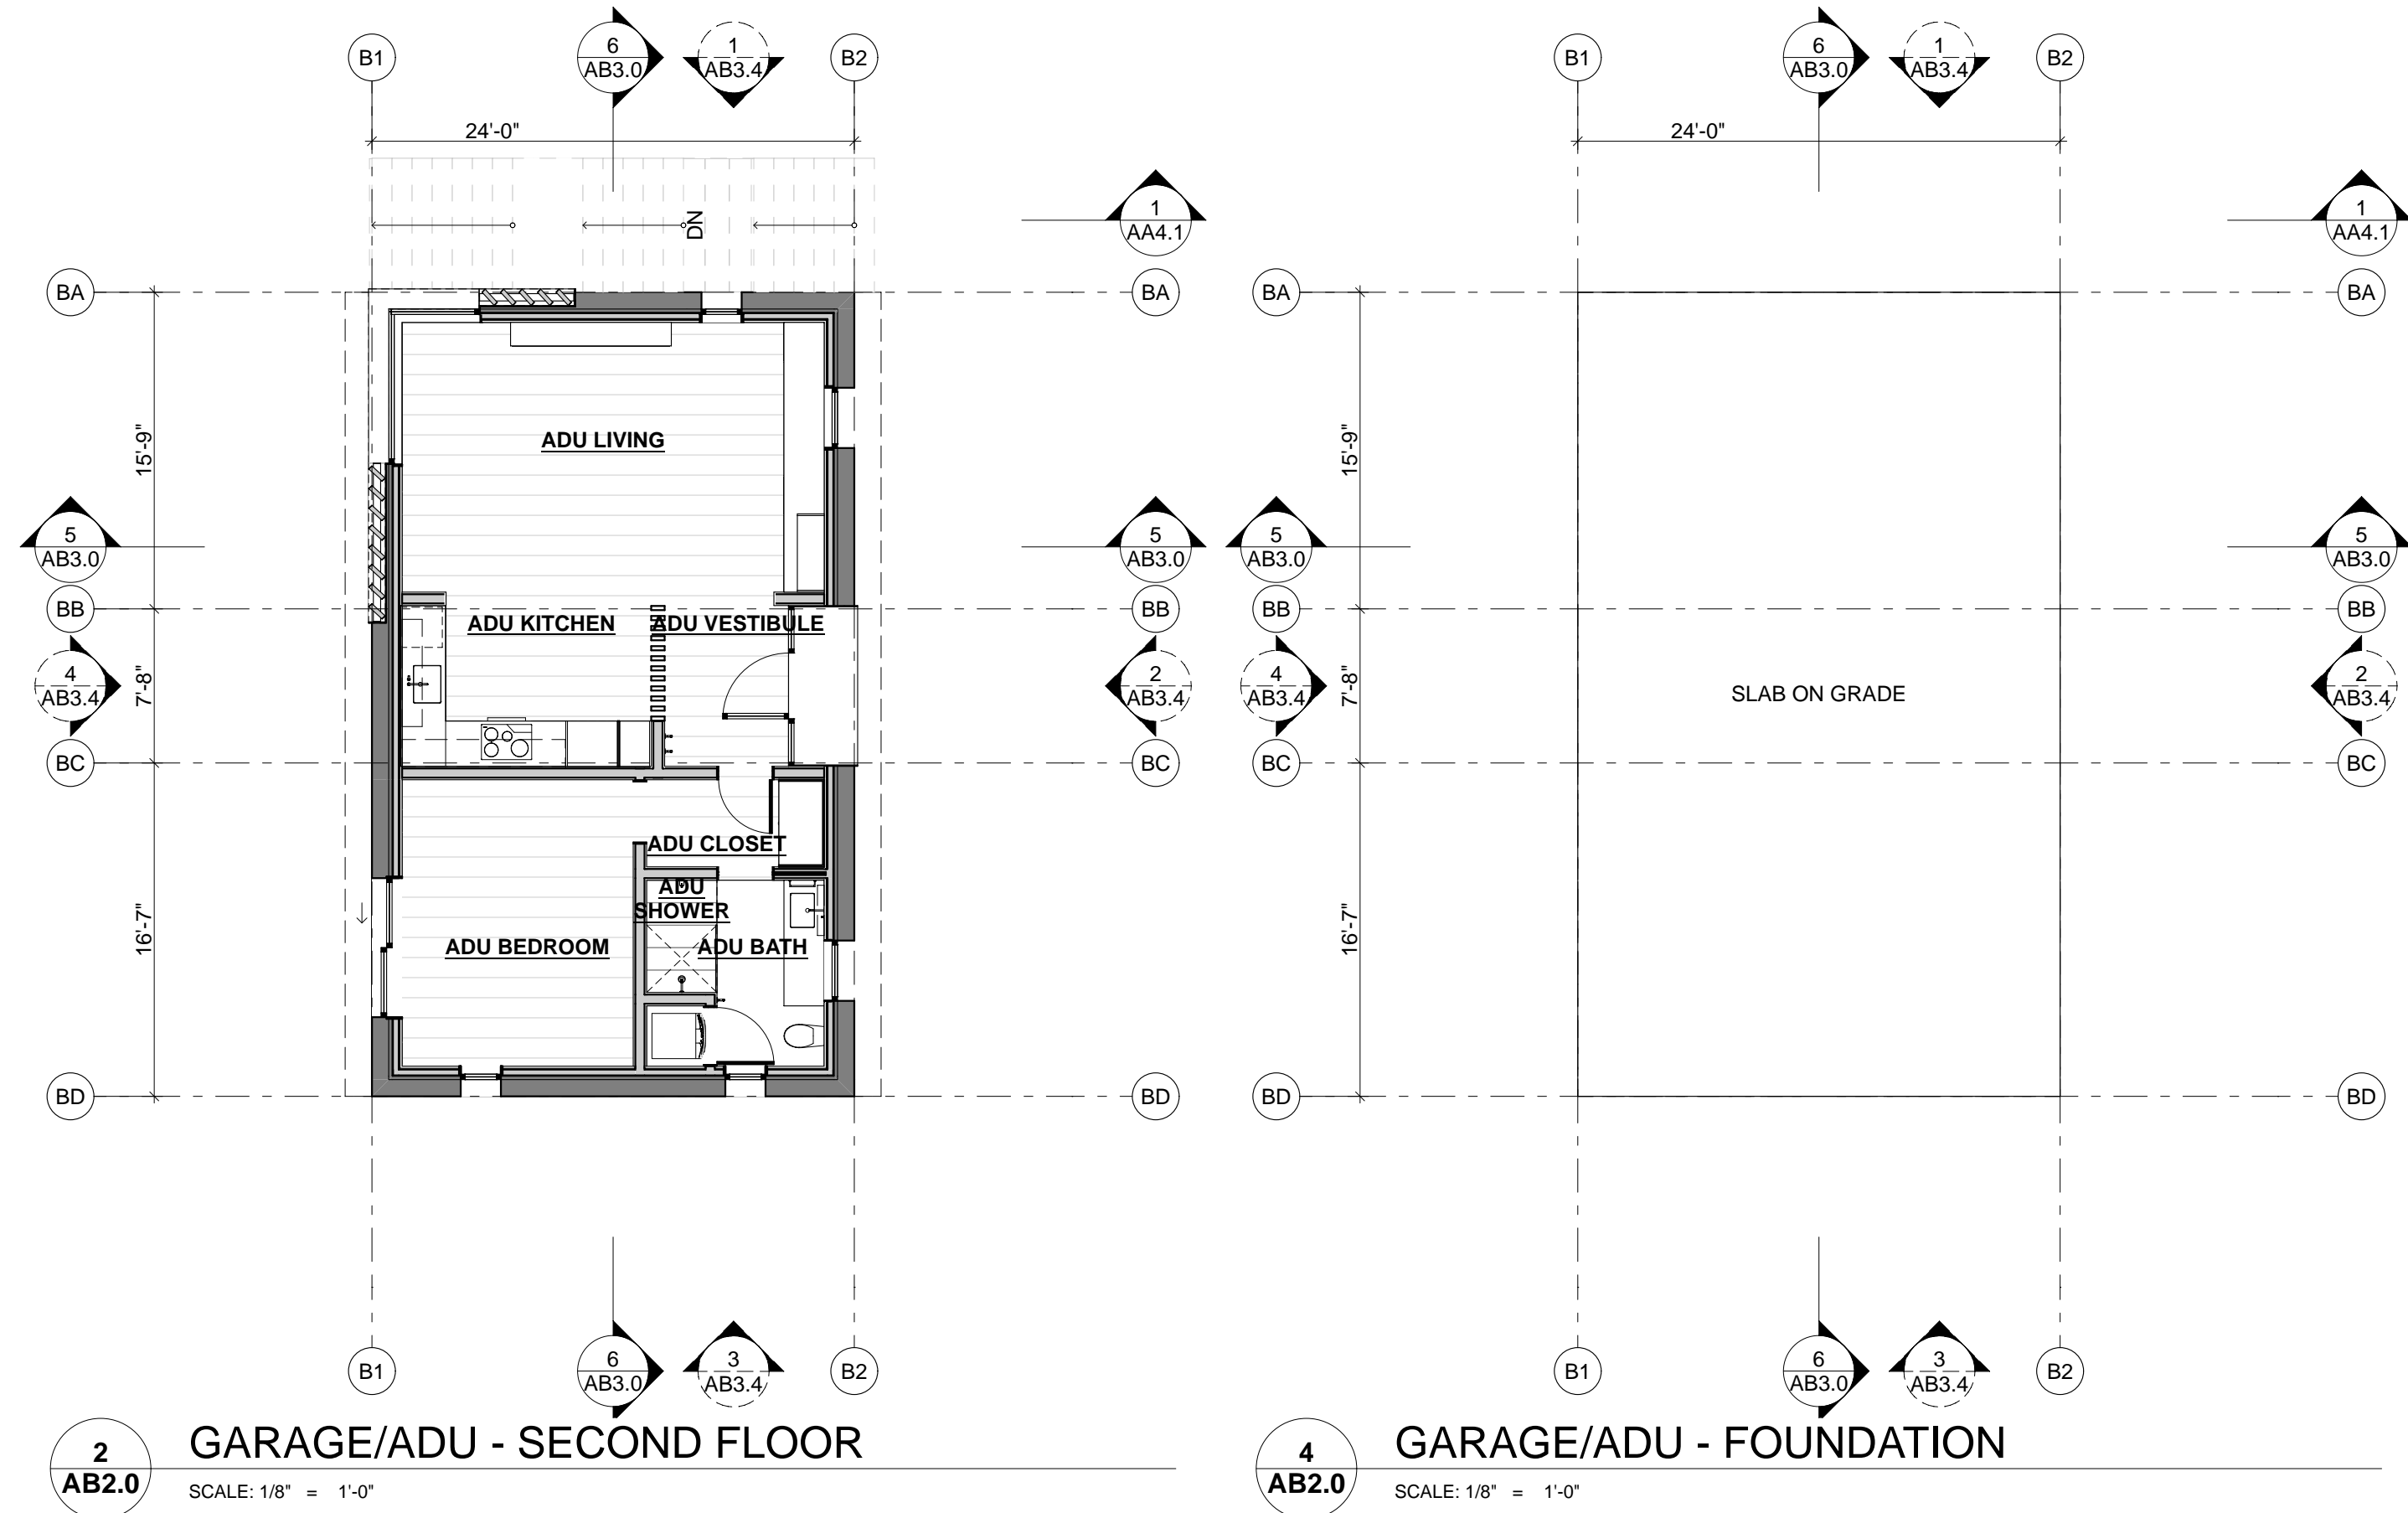 B1
6
AB3.0
1
AB3.4
B2
24'-0"
DN
1
AA4.1
BA
BA
15'-9"
ADU LIVING
5
AB3.0
5
AB3.0
BB
BB
ADU KITCHEN
ADU VESTIBULE
4
AB3.4
7'-8"
2
AB3.4
BC
BC
ADU CLOSET
ADU
SHOWER
16'-7"
ADU BEDROOM
ADU BATH
BD
BD
B1
6
AB3.0
3
AB3.4
B2
2
AB2.0
GARAGE/ADU - SECOND FLOOR
SCALE: 1/8" = 1'-0"
B1
6
AB3.0
1
AB3.4
B2
24'-0"
1
AA4.1
BA
BA
15'-9"
5
AB3.0
5
AB3.0
BB
BB
4
AB3.4
7'-8"
SLAB ON GRADE
2
AB3.4
BC
BC
16'-7"
BD
BD
B1
6
AB3.0
3
AB3.4
B2
4
AB2.0
GARAGE/ADU - FOUNDATION
SCALE: 1/8" = 1'-0"